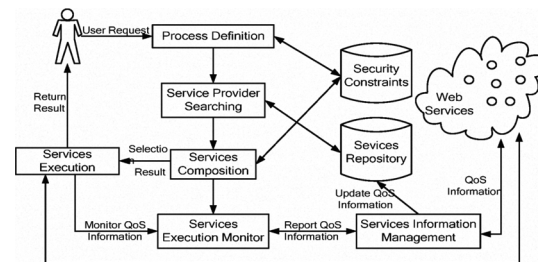 User Request
Process Definition
Security
Constraints
Web
Services
Return
Result
Service Provider
Searching
Sevices
Repository
Services
Execution
Selectio
n
Result
Services
Composition
Update QoS
Information
QoS
Information
Monitor QoS
Information
Services
Execution Monitor
Report QoS
Information
Services Information
Management